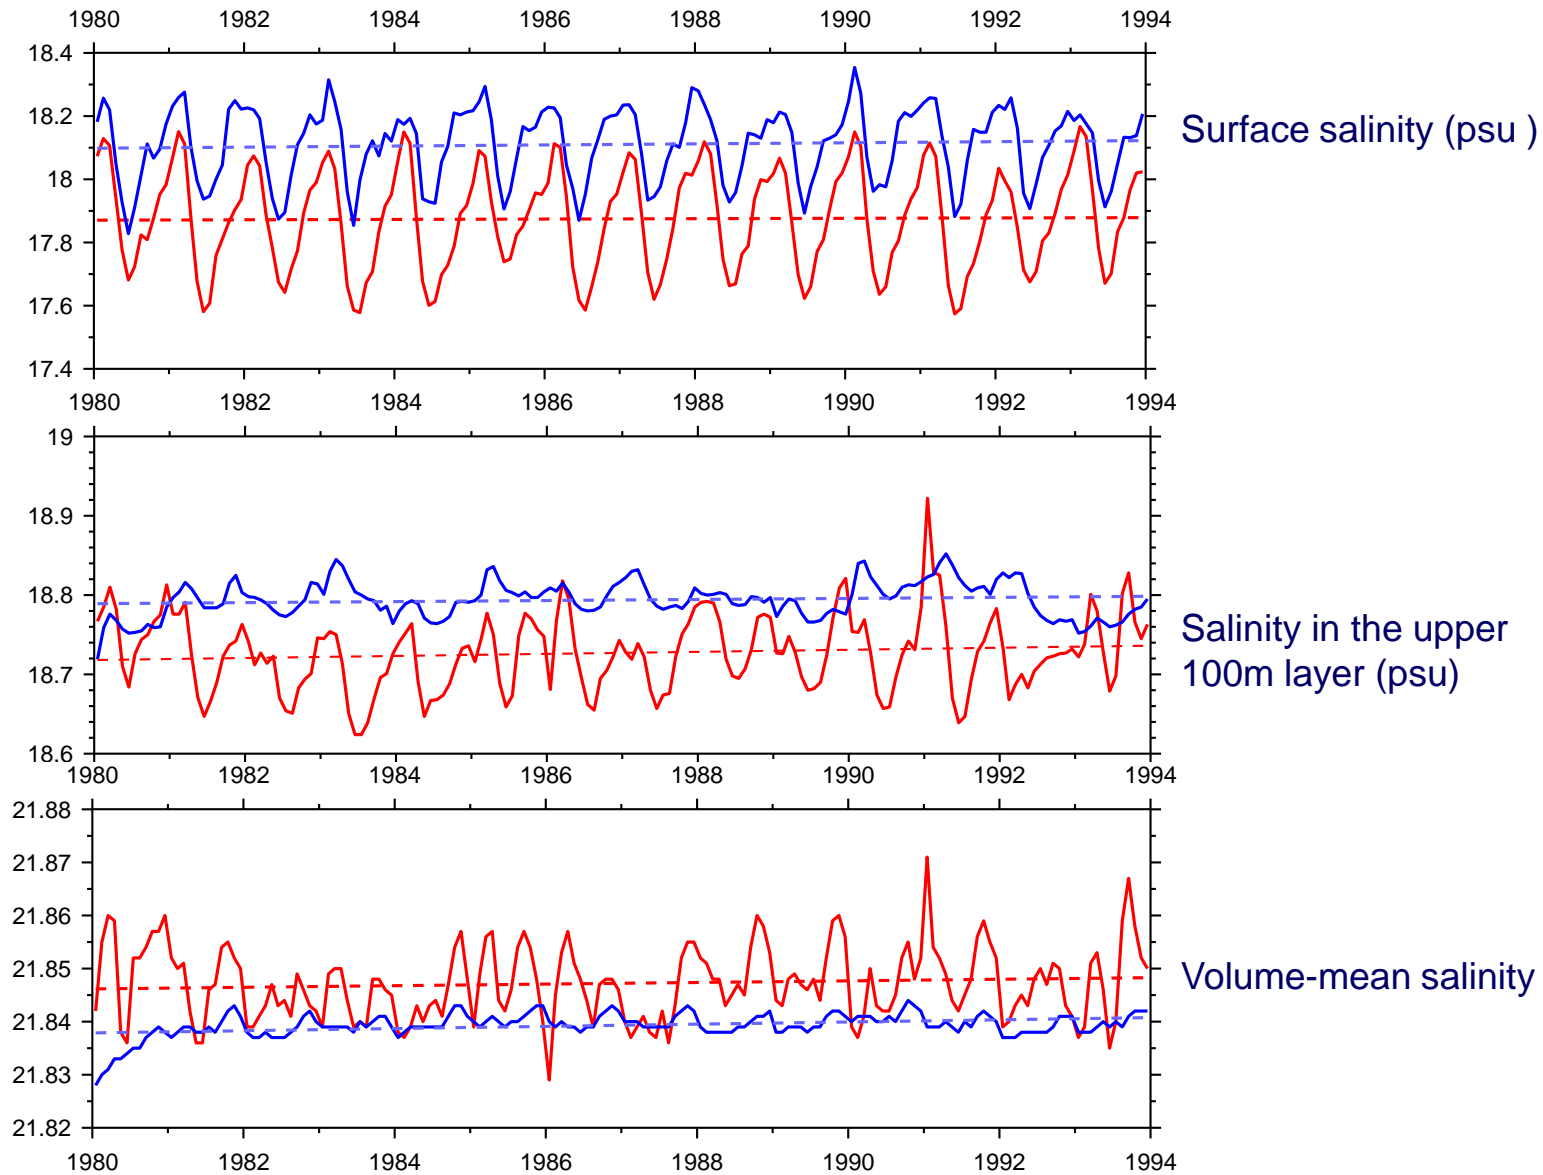 1980 1982 1984 1986 1988 1990 1992 1994
18.4
18.2
Surface salinity (psu )
18
17.8
17.6
17.4
1980 1982 1984 1986 1988 1990 1992 1994
19
18.9
18.8
Salinity in the upper
100m layer (psu)
18.7
18.6
1980 1982 1984 1986 1988 1990 1992 1994
21.88
21.87
21.86
21.85
Volume-mean salinity
21.84
21.83
21.82
1980 1982 1984 1986 1988 1990 1992 1994